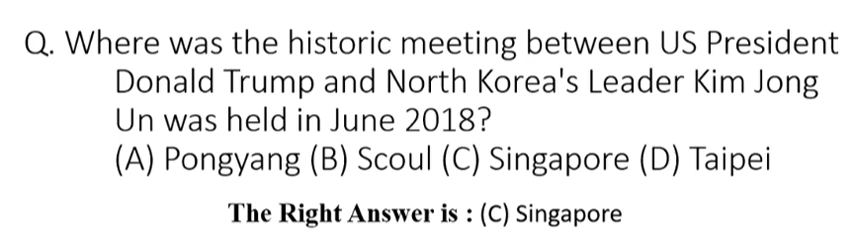 Q. Where was the historic meeting between US President
Donald Trump and North Korea's Leader Kim Jong
Un was held in June 2018?
(A) Pongyang (B) Scoul (C) Singapore (D) Taipei
The Right Answer is : (C) Singapore